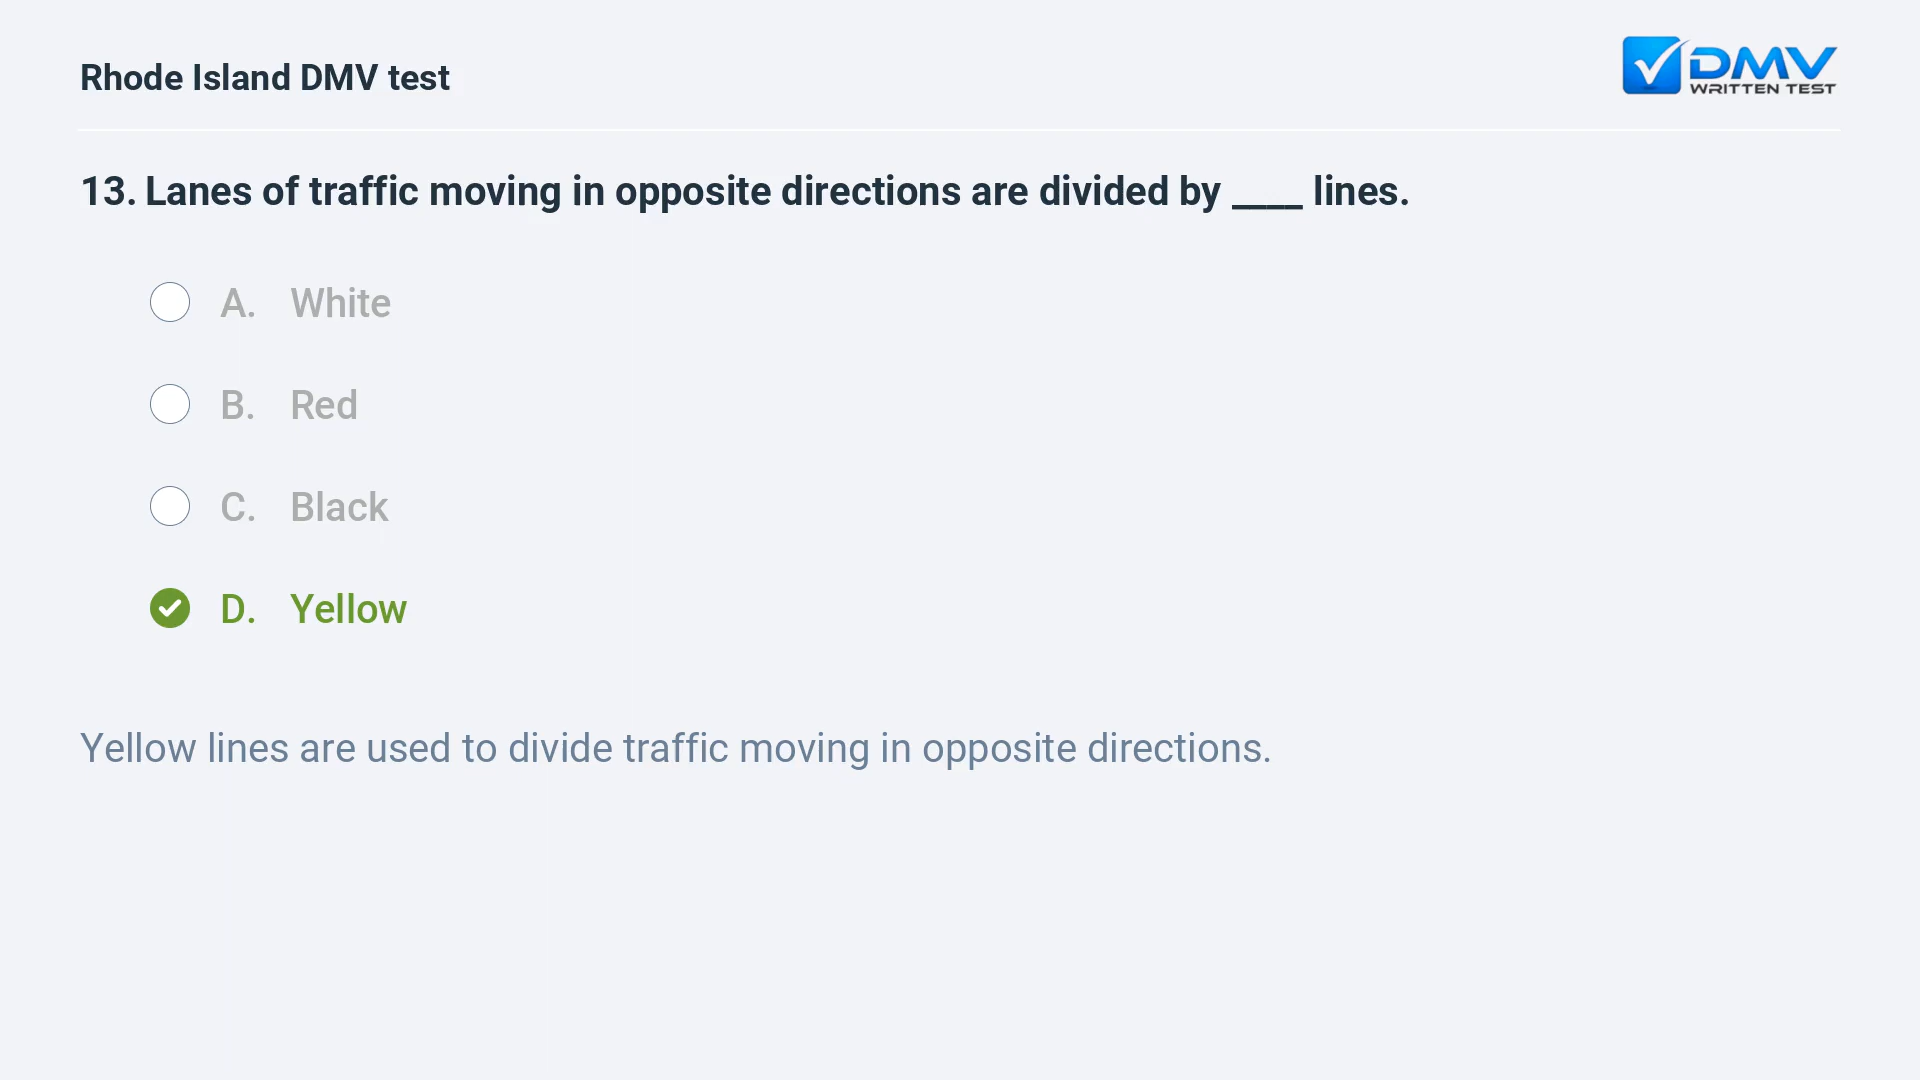 Rhode Island DMV test
DMV
WRITTEN TEST
13. Lanes of traffic moving in opposite directions are divided by ____ lines.
A. White
B. Red
C. Black
D. Yellow
Yellow lines are used to divide traffic moving in opposite directions.